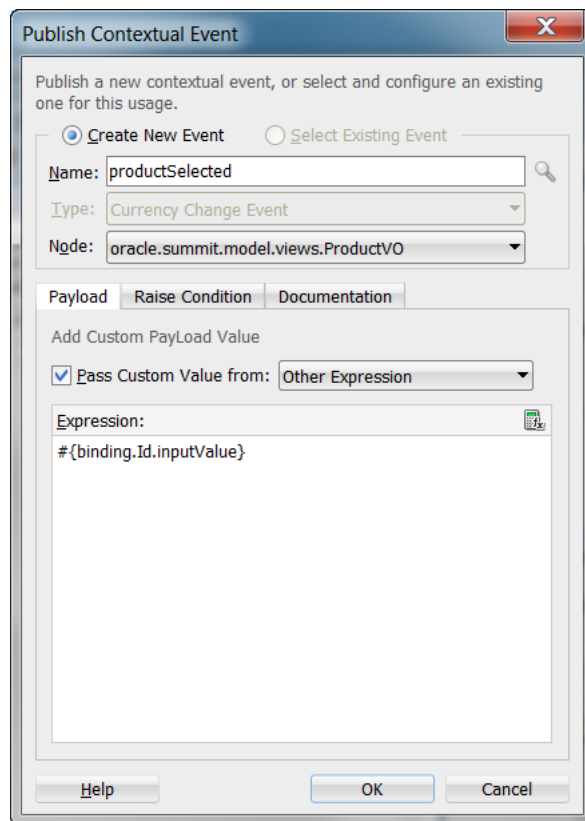 Publish Contextual Event
X
Publish a new contextual event, or select and configure an existing
one for this usage.
Create New Event Select Existing Event
Name: productSelected
Type: Currency Change Event
Node: oracle.summit.model.views.ProductVO
Payload Raise Condition Documentation
Add Custom PayLoad Value
Pass Custom Value from: Other Expression
Expression:
#{binding.Id.inputValue}
Help OK Cancel